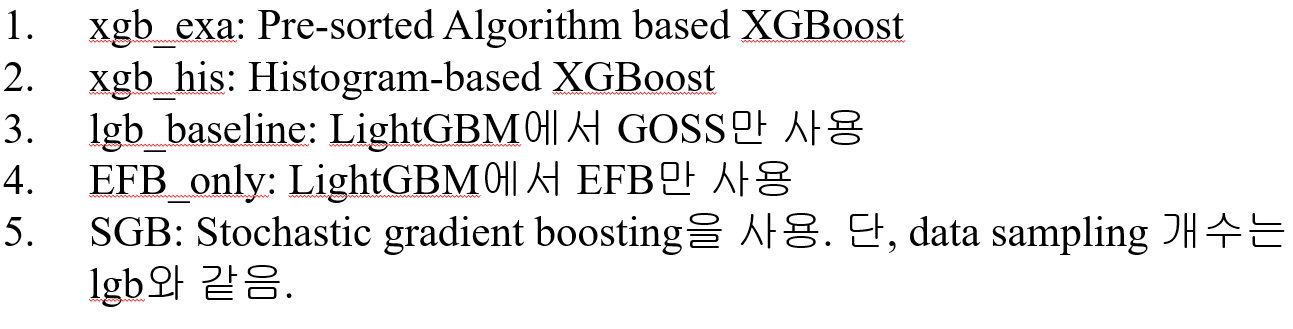 1. xgb_exa: Pre-sorted Algorithm based XGBoost
2. xgb_his: Histogram-based XGBoost
3. lgb_baseline: LightGBM에서 GOSS만 사용
4. EFB_only: LightGBM에서 EFB만 사용
5. SGB: Stochastic gradient boosting을 사용. 단, data sampling 개수는
lgb와 같음.